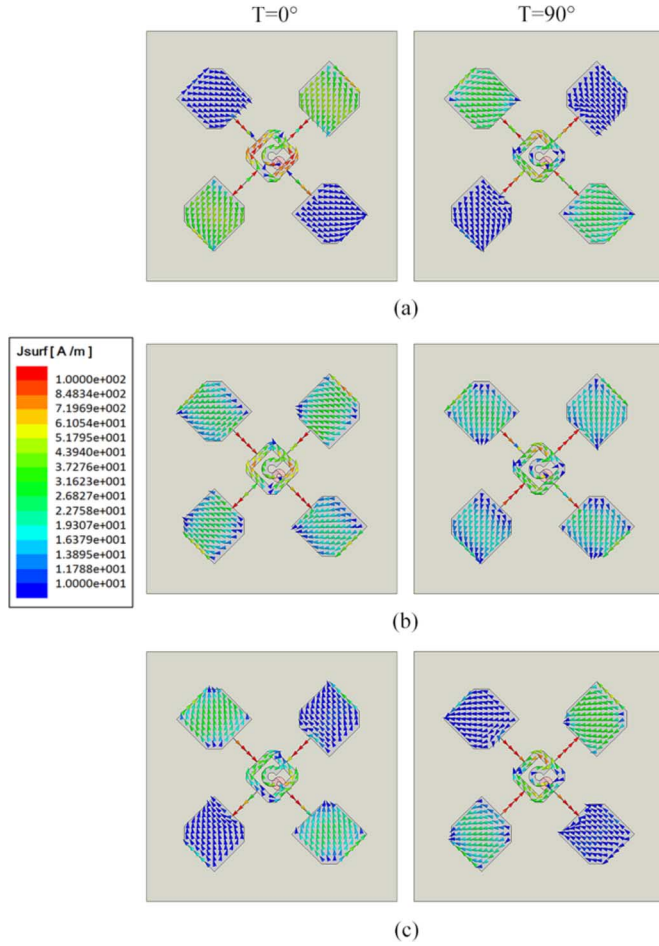 T=0°
T=90°
(a)
Jsurf [ A /m ]
1.0000e+002
8.4834e+002
7.1969e+002
6.1054e+001
5.1795e+001
4.3940e+001
3.7276e+001
3.1623e+001
2.6827e+001
2.2758e+001
1.9307e+001
1.6379e+001
1.3895e+001
1.1788e+001
1.0000e+001
(b)
(c)